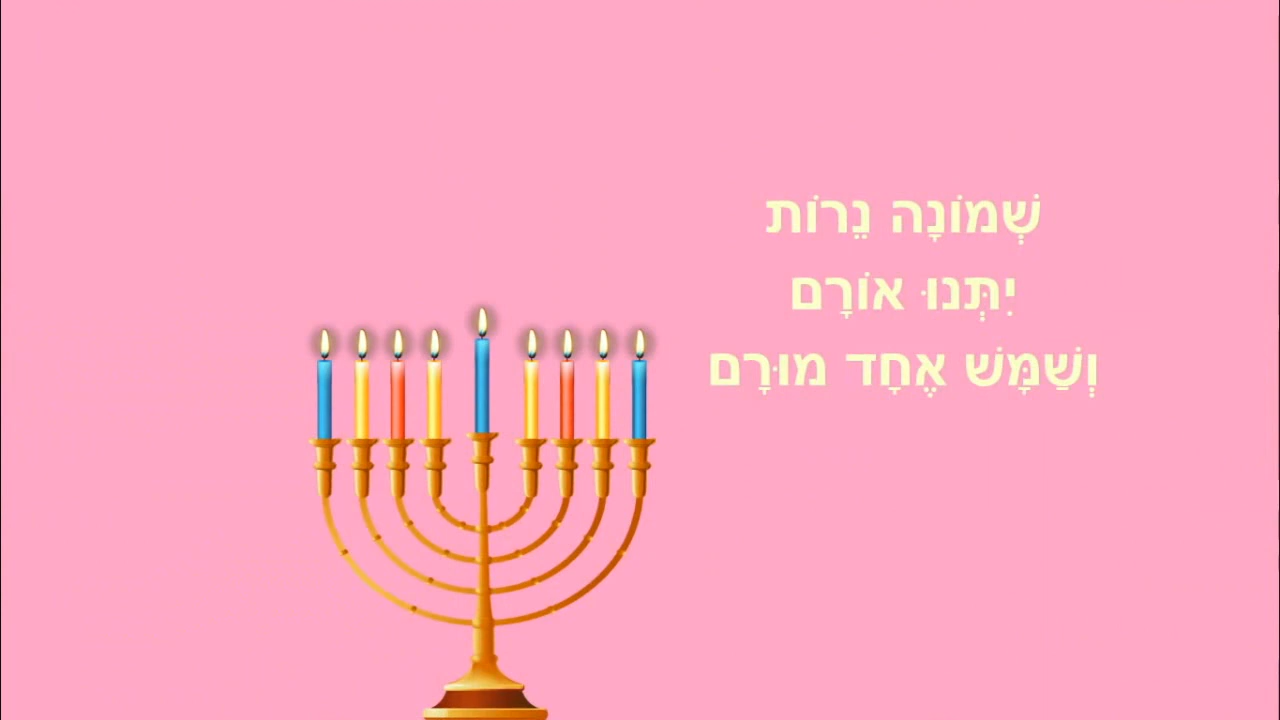 שְׁמוֹנָה נֵרוֹת
יִתְּנוּ אוֹרָם
וְשַׁמָּשׁ אֶחָד מוּרָם